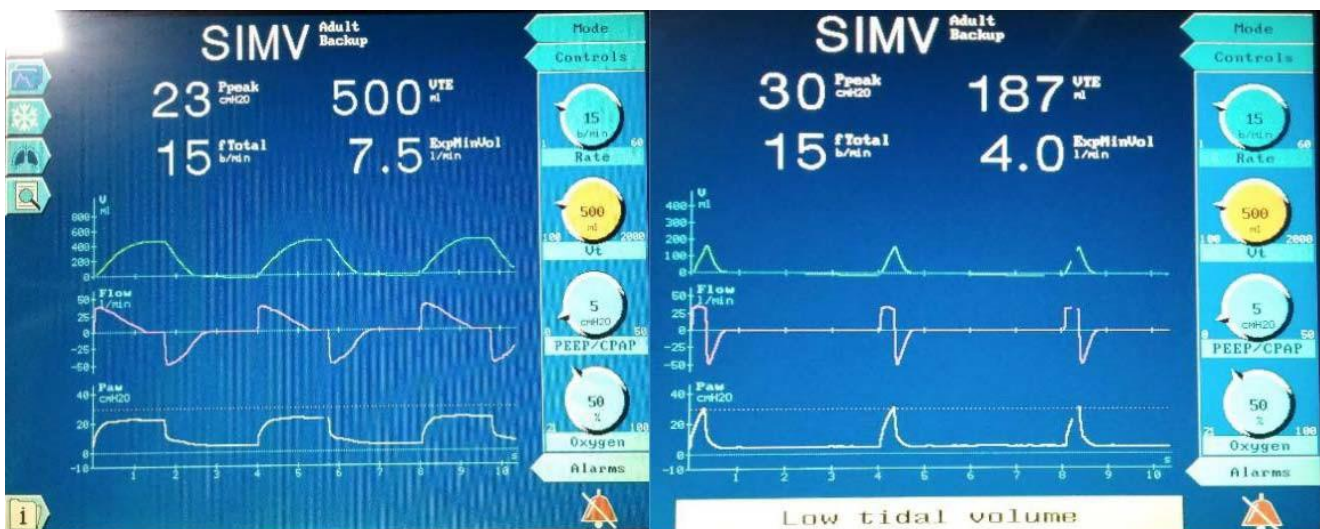 SIMV Adult Backup
23 Ppeak cmH2O 500 VTE ml
15 fTotal b/min 7.5 ExpMinVol l/min
V
ml
800
600
400
200
0
Flow
l/min
50
25
0
-25
-50
Paw
cmH2O
40
20
0
-10
1 2 3 4 5 6 7 8 9 10 s
Mode
Controls
15
b/min
1 60
Rate
500
ml
100 2000
Vt
5
cmH2O
0 50
PEEP/CPAP
50
%
21 100
Oxygen
Alarms
i
SIMV Adult Backup
30 Ppeak cmH2O 187 VTE ml
15 fTotal b/min 4.0 ExpMinVol l/min
V
ml
400
300
200
100
0
Flow
l/min
50
25
0
-25
-50
Paw
cmH2O
40
20
0
-10
1 2 3 4 5 6 7 8 9 10 s
Mode
Controls
15
b/min
1 60
Rate
500
ml
100 2000
Vt
5
cmH2O
0 50
PEEP/CPAP
50
%
21 100
Oxygen
Alarms
Low tidal volume